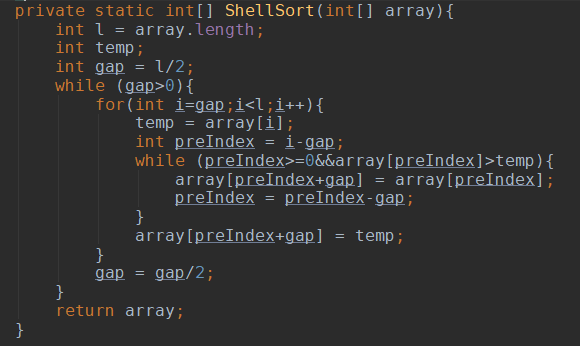 private static int[] ShellSort(int[] array){
    int l = array.length;
    int temp;
    int gap = l/2;
    while (gap>0){
        for(int i=gap;i<l;i++){
            temp = array[i];
            int preIndex = i-gap;
            while (preIndex>=0&&array[preIndex]>temp){
                array[preIndex+gap] = array[preIndex];
                preIndex = preIndex-gap;
            }
            array[preIndex+gap] = temp;
        }
        gap = gap/2;
    }
    return array;
}